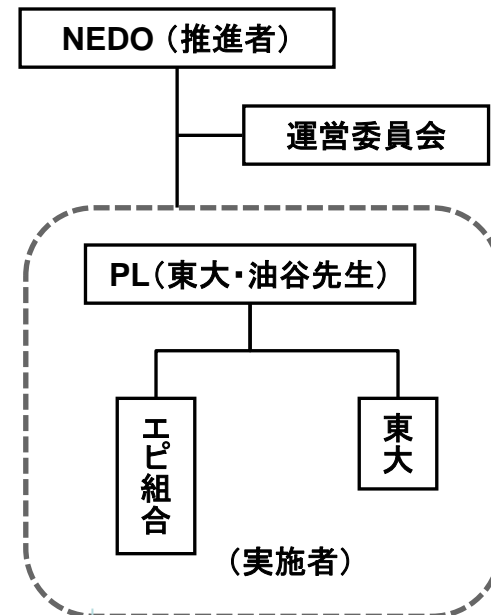 NEDO（推進者）
運営委員会
PL（東大・油谷先生）
エピ組合
東大
（実施者）